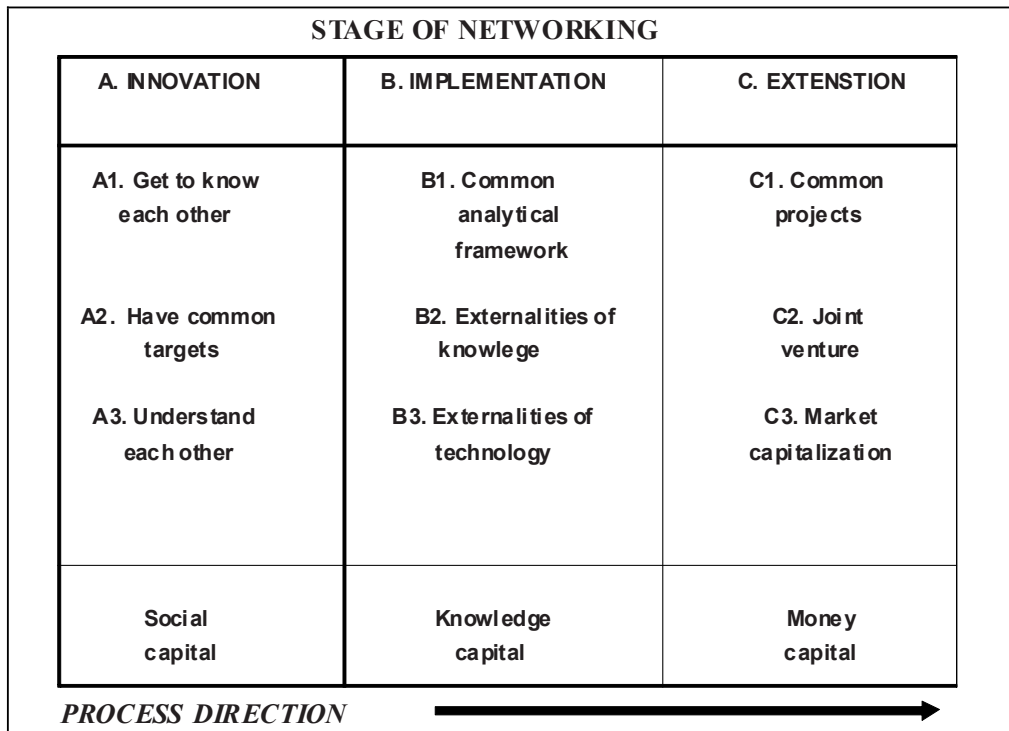 STAGE OF NETWORKING
A. INNOVATION
B. IMPLEMENTATION
C. EXTENSTION
A1. Get to know
each other
B1. Common
analytical
framework
C1. Common
projects
A2. Have common
targets
B2. Externalities of
knowlege
C2. Joint
venture
A3. Understand
each other
B3. Externalities of
technology
C3. Market
capitalization
Social
capital
Knowledge
capital
Money
capital
PROCESS DIRECTION